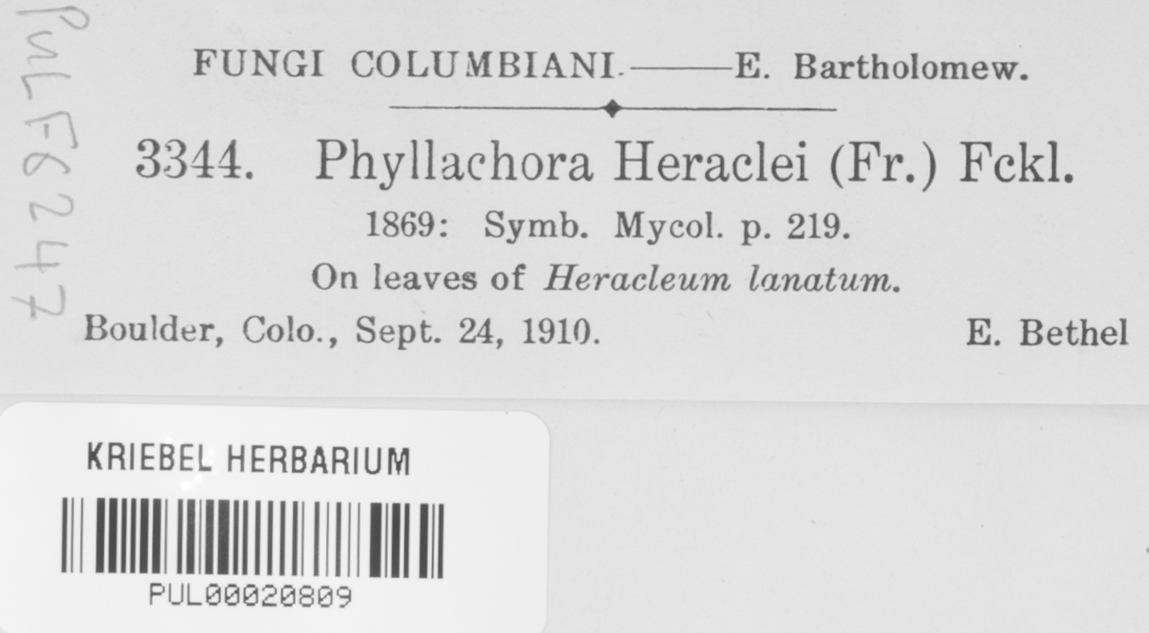 PUL F6247
FUNGI COLUMBIANI.——E. Bartholomew.
3344. Phyllachora Heraclei (Fr.) Fckl.
1869: Symb. Mycol. p. 219.
On leaves of Heracleum lanatum.
Boulder, Colo., Sept. 24, 1910. E. Bethel
KRIEBEL HERBARIUM
PUL00020809